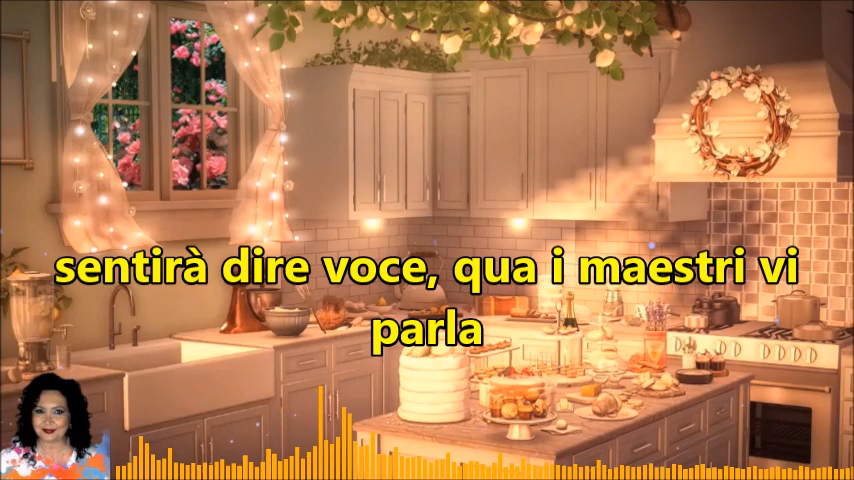 sentirà dire voce, qua i maestri vi
parla